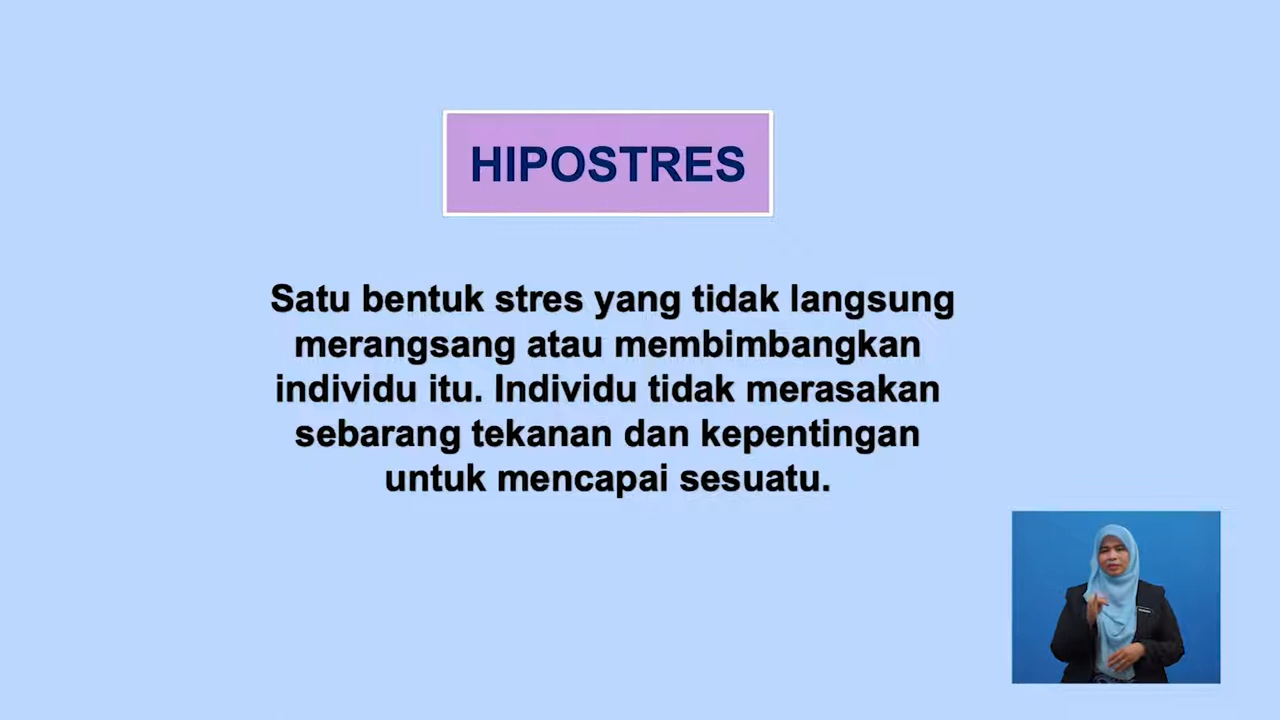 HIPOSTRES
Satu bentuk stres yang tidak langsung
merangsang atau membimbangkan
individu itu. Individu tidak merasakan
sebarang tekanan dan kepentingan
untuk mencapai sesuatu.